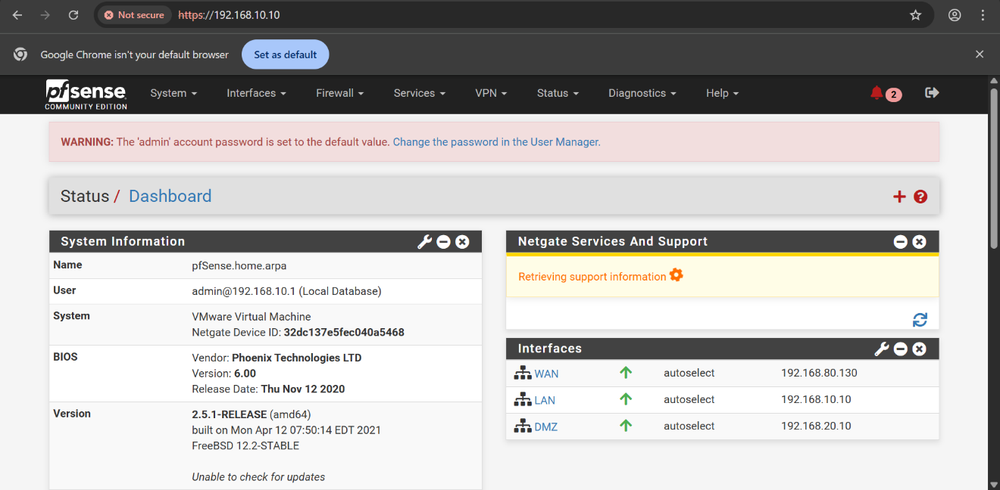 Not secure https://192.168.10.10
Google Chrome isn't your default browser Set as default
pfsense
COMMUNITY EDITION
System Interfaces Firewall Services VPN Status Diagnostics Help 2
WARNING: The 'admin' account password is set to the default value. Change the password in the User Manager.
Status / Dashboard
System Information
Name pfSense.home.arpa
User admin@192.168.10.1 (Local Database)
System VMware Virtual Machine
Netgate Device ID: 32dc137e5fec040a5468
BIOS Vendor: Phoenix Technologies LTD
Version: 6.00
Release Date: Thu Nov 12 2020
Version 2.5.1-RELEASE (amd64)
built on Mon Apr 12 07:50:14 EDT 2021
FreeBSD 12.2-STABLE
Unable to check for updates
Netgate Services And Support
Retrieving support information
Interfaces
WAN autoselect 192.168.80.130
LAN autoselect 192.168.10.10
DMZ autoselect 192.168.20.10